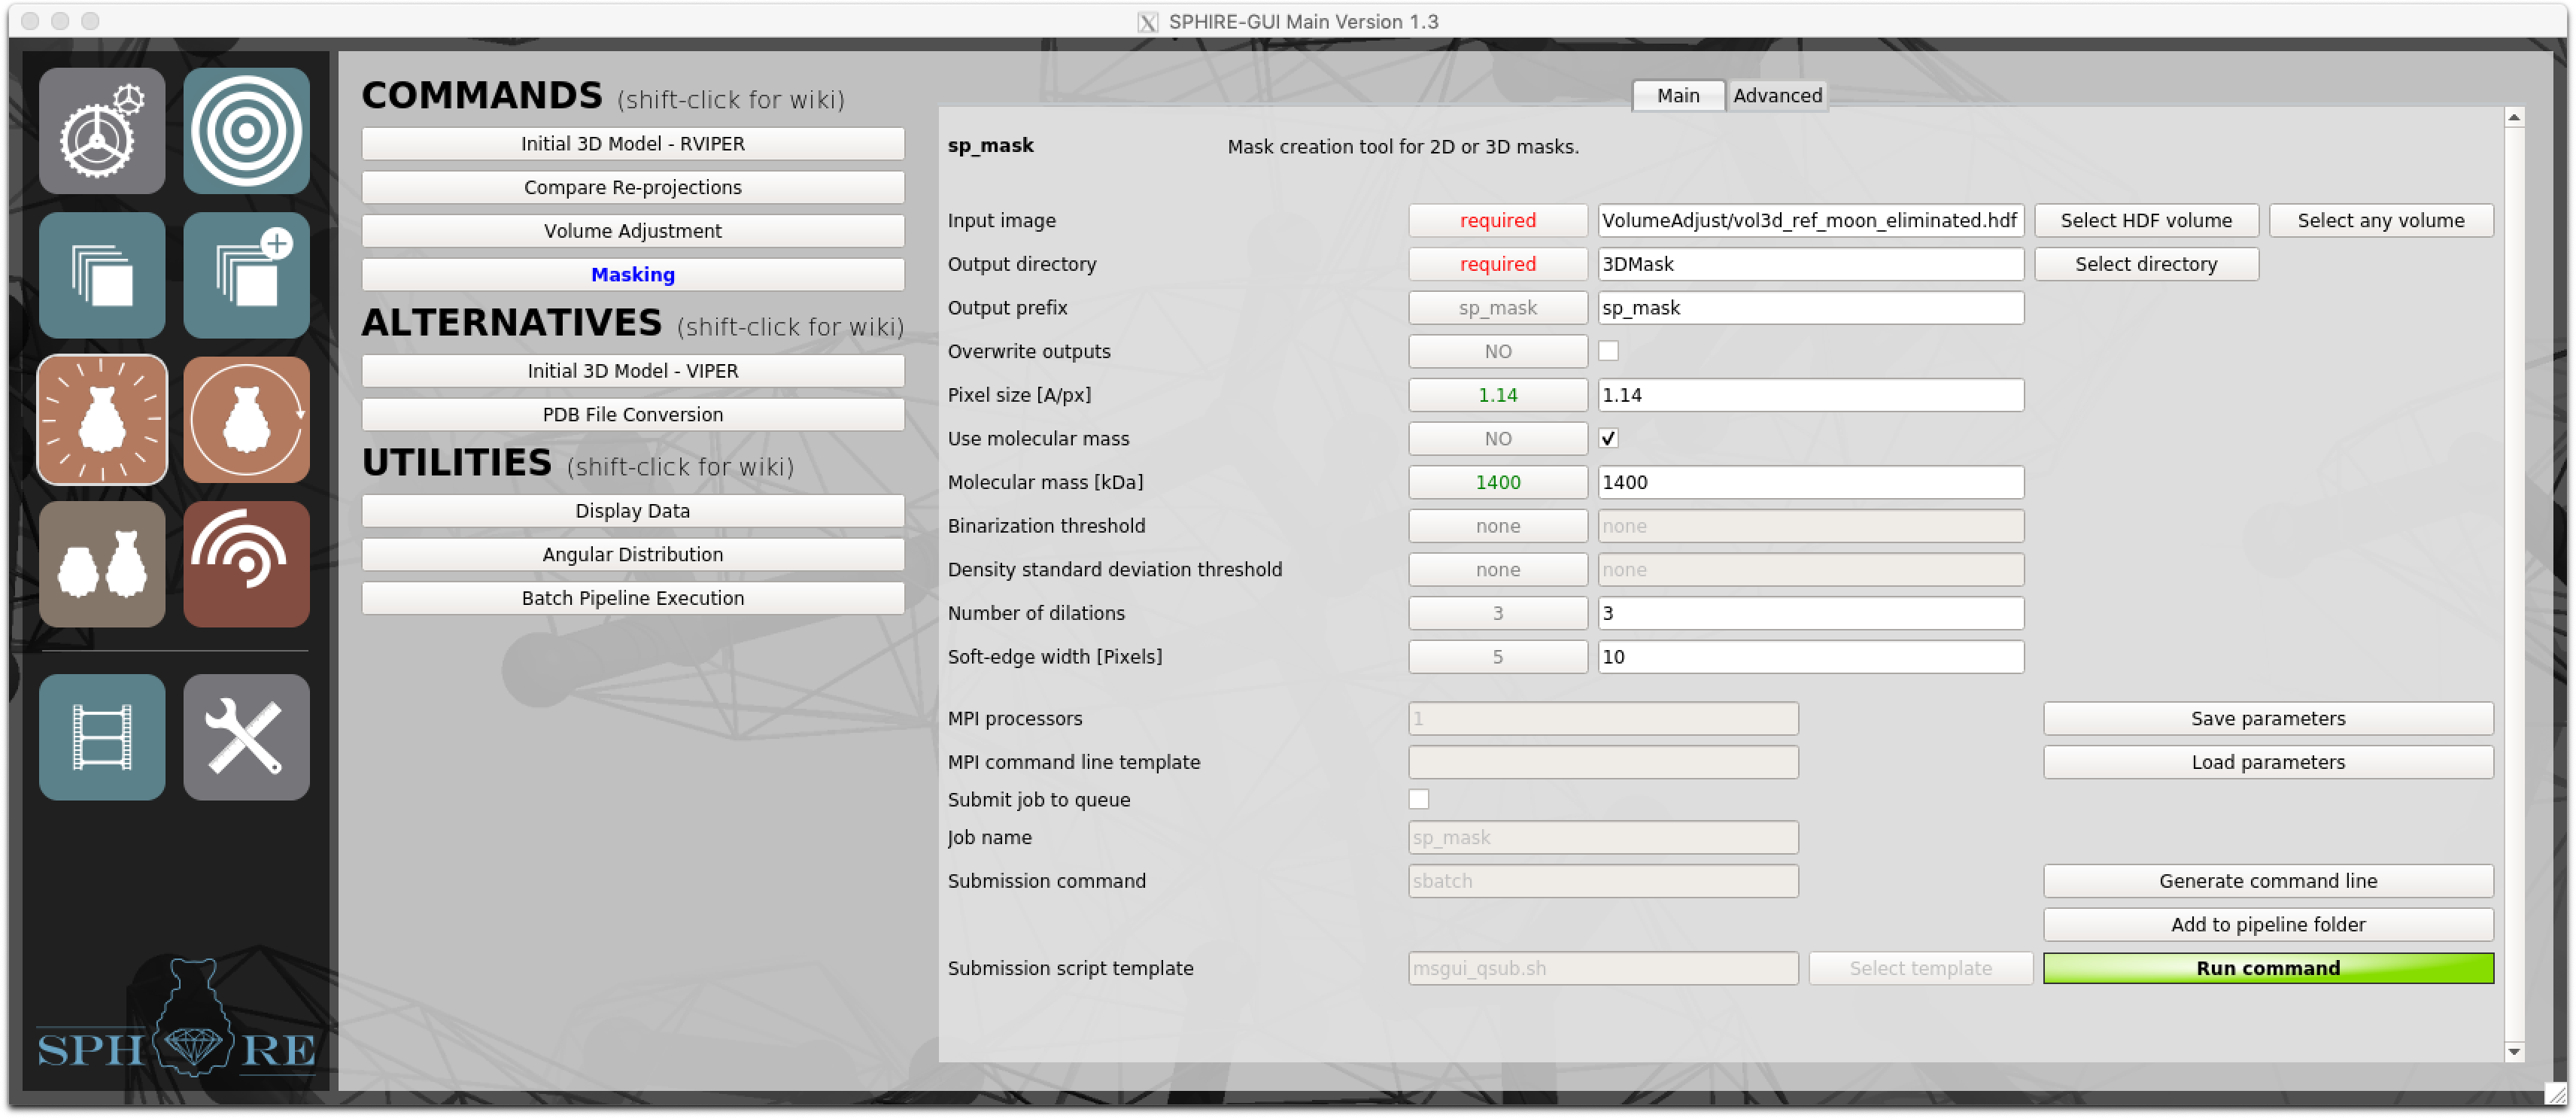 SPHIRE-GUI Main Version 1.3
COMMANDS (shift-click for wiki)
Initial 3D Model - RVIPER
Compare Re-projections
Volume Adjustment
Masking
ALTERNATIVES (shift-click for wiki)
Initial 3D Model - VIPER
PDB File Conversion
UTILITIES (shift-click for wiki)
Display Data
Angular Distribution
Batch Pipeline Execution
SPHIRE
Main Advanced
sp_mask Mask creation tool for 2D or 3D masks.
Input image required VolumeAdjust/vol3d_ref_moon_eliminated.hdf Select HDF volume Select any volume
Output directory required 3DMask Select directory
Output prefix sp_mask sp_mask
Overwrite outputs NO
Pixel size [A/px] 1.14 1.14
Use molecular mass NO
Molecular mass [kDa] 1400 1400
Binarization threshold none none
Density standard deviation threshold none none
Number of dilations 3 3
Soft-edge width [Pixels] 5 10
MPI processors 1 Save parameters
MPI command line template Load parameters
Submit job to queue
Job name sp_mask
Submission command sbatch Generate command line
Add to pipeline folder
Submission script template msgui_qsub.sh Select template Run command